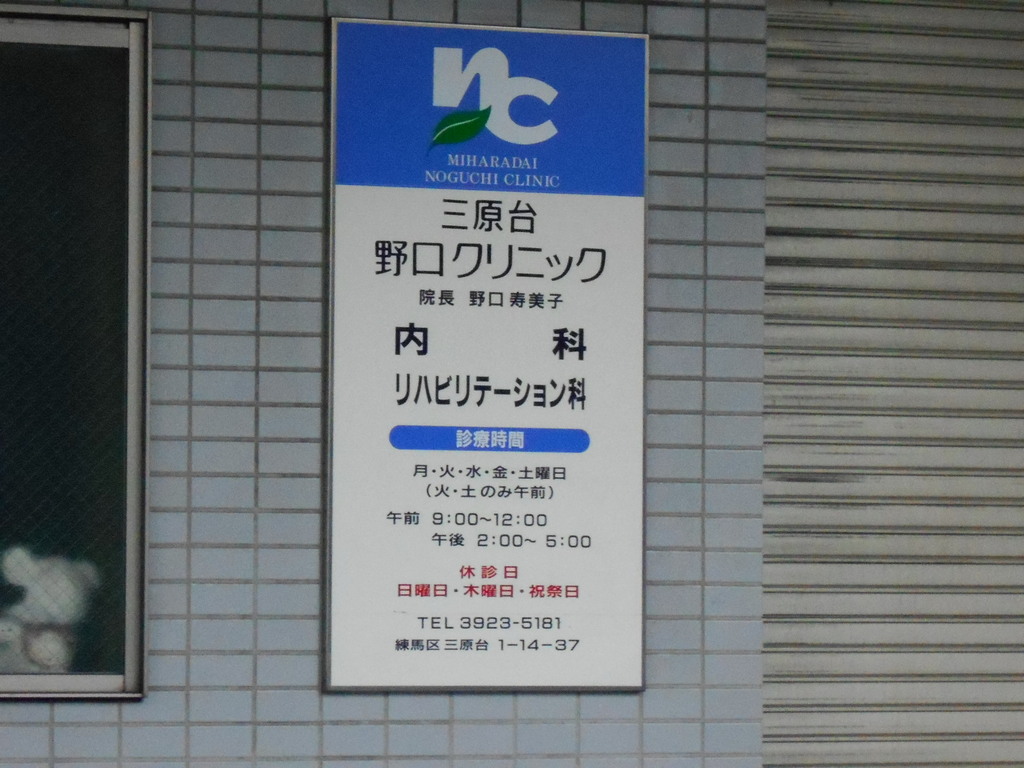 nc
MIHARADAI
NOGUCHI CLINIC
三原台
野口クリニック
院長 野口寿美子
内 科
リハビリテーション科
診療時間
月・火・水・金・土曜日
（火・土のみ午前）
午前 9:00〜12:00
午後 2:00〜 5:00
休診日
日曜日・木曜日・祝祭日
TEL 3923-5181
練馬区三原台 1-14-37